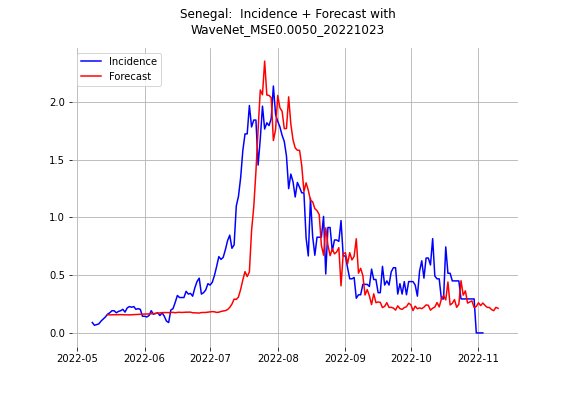 Senegal:  Incidence + Forecast with
WaveNet_MSE0.0050_20221023
Incidence
Forecast
2.0
1.5
1.0
0.5
0.0
2022-05 2022-06 2022-07 2022-08 2022-09 2022-10 2022-11